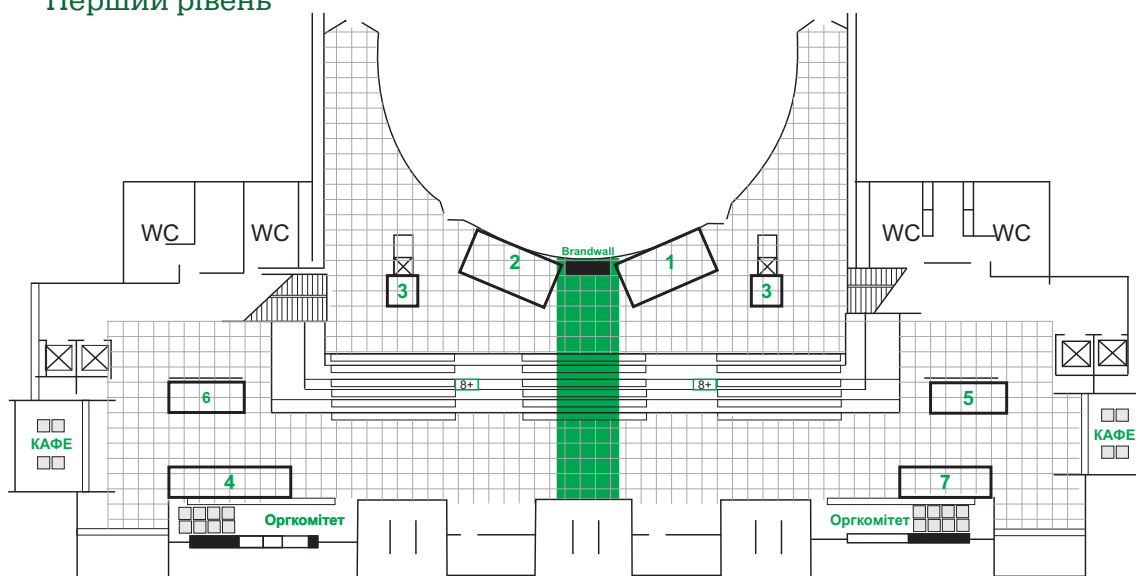 Перший рівень
WC
WC
WC
WC
Brandwall
2
1
3
3
8+
8+
6
5
КАФЕ
КАФЕ
4
7
Оргкомітет
Оргкомітет